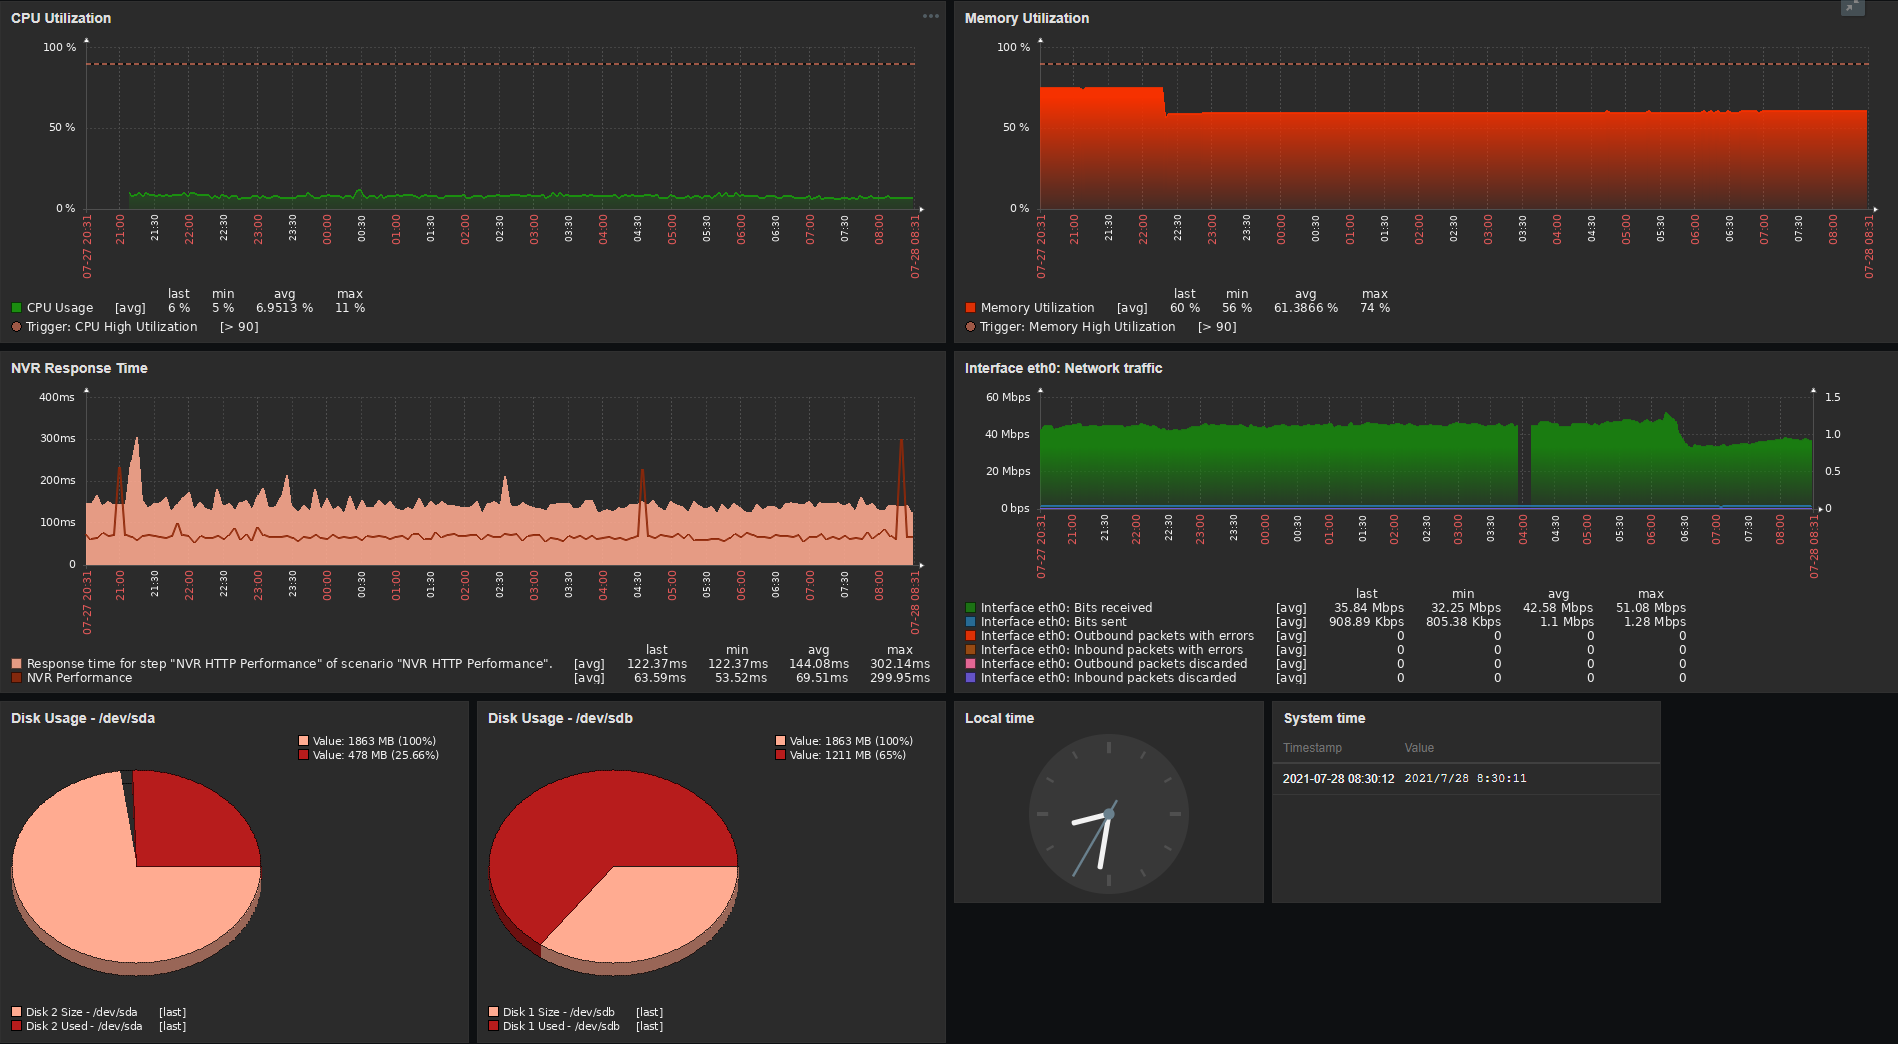 CPU Utilization
100 %
50 %
0 %
07-27 20:31 21:00 21:30 22:00 22:30 23:00 23:30 00:00 00:30 01:00 01:30 02:00 02:30 03:00 03:30 04:00 04:30 05:00 05:30 06:00 06:30 07:00 07:30 08:00 07-28 08:31
last min avg max
CPU Usage [avg] 6 % 5 % 6.9513 % 11 %
Trigger: CPU High Utilization [> 90]
Memory Utilization
100 %
50 %
0 %
07-27 20:31 21:00 21:30 22:00 22:30 23:00 23:30 00:00 00:30 01:00 01:30 02:00 02:30 03:00 03:30 04:00 04:30 05:00 05:30 06:00 06:30 07:00 07:30 08:00 07-28 08:31
last min avg max
Memory Utilization [avg] 60 % 56 % 61.3866 % 74 %
Trigger: Memory High Utilization [> 90]
NVR Response Time
400ms
300ms
200ms
100ms
0
07-27 20:31 21:00 21:30 22:00 22:30 23:00 23:30 00:00 00:30 01:00 01:30 02:00 02:30 03:00 03:30 04:00 04:30 05:00 05:30 06:00 06:30 07:00 07:30 08:00 07-28 08:31
last min avg max
Response time for step "NVR HTTP Performance" of scenario "NVR HTTP Performance". [avg] 122.37ms 122.37ms 144.08ms 302.14ms
NVR Performance [avg] 63.59ms 53.52ms 69.51ms 299.95ms
Interface eth0: Network traffic
60 Mbps 1.5
40 Mbps 1.0
20 Mbps 0.5
0 bps 0
07-27 20:31 21:00 21:30 22:00 22:30 23:00 23:30 00:00 00:30 01:00 01:30 02:00 02:30 03:00 03:30 04:00 04:30 05:00 05:30 06:00 06:30 07:00 07:30 08:00 07-28 08:31
last min avg max
Interface eth0: Bits received [avg] 35.84 Mbps 32.25 Mbps 42.58 Mbps 51.08 Mbps
Interface eth0: Bits sent [avg] 908.89 Kbps 805.38 Kbps 1.1 Mbps 1.28 Mbps
Interface eth0: Outbound packets with errors [avg] 0 0 0 0
Interface eth0: Inbound packets with errors [avg] 0 0 0 0
Interface eth0: Outbound packets discarded [avg] 0 0 0 0
Interface eth0: Inbound packets discarded [avg] 0 0 0 0
Disk Usage - /dev/sda
Value: 1863 MB (100%)
Value: 478 MB (25.66%)
Disk 2 Size - /dev/sda [last]
Disk 2 Used - /dev/sda [last]
Disk Usage - /dev/sdb
Value: 1863 MB (100%)
Value: 1211 MB (65%)
Disk 1 Size - /dev/sdb [last]
Disk 1 Used - /dev/sdb [last]
Local time
System time
Timestamp Value
2021-07-28 08:30:12 2021/7/28 8:30:11